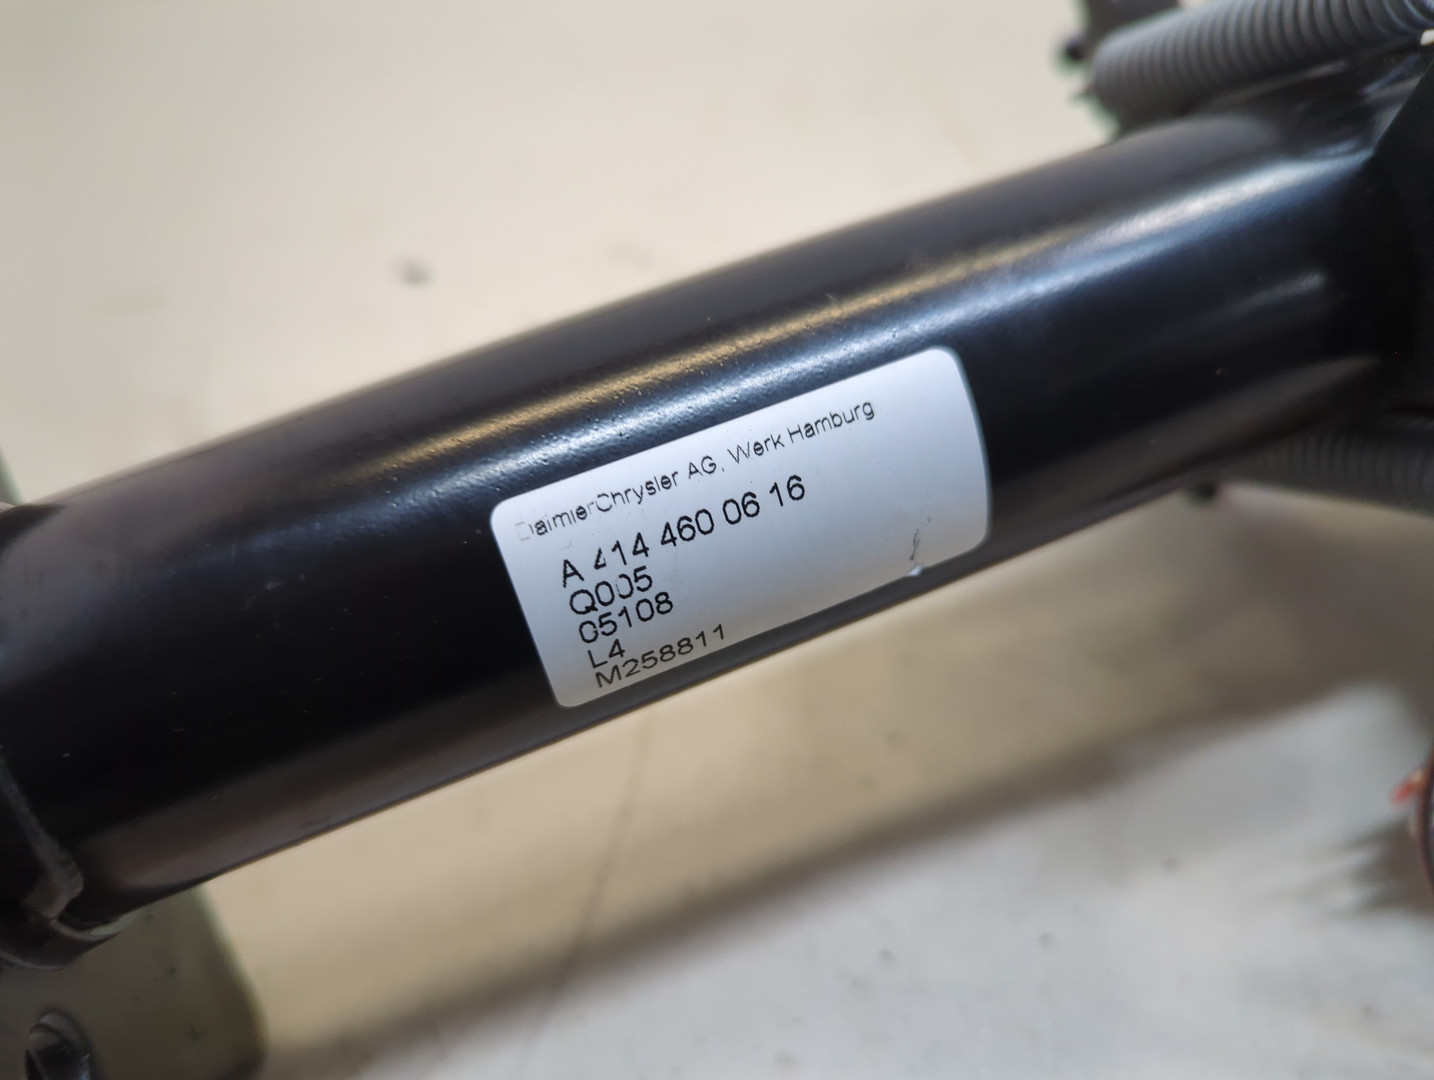 DaimlerChrysler AG, Werk Hamburg
A 414 460 06 16
Q005
05108
L4
M258811